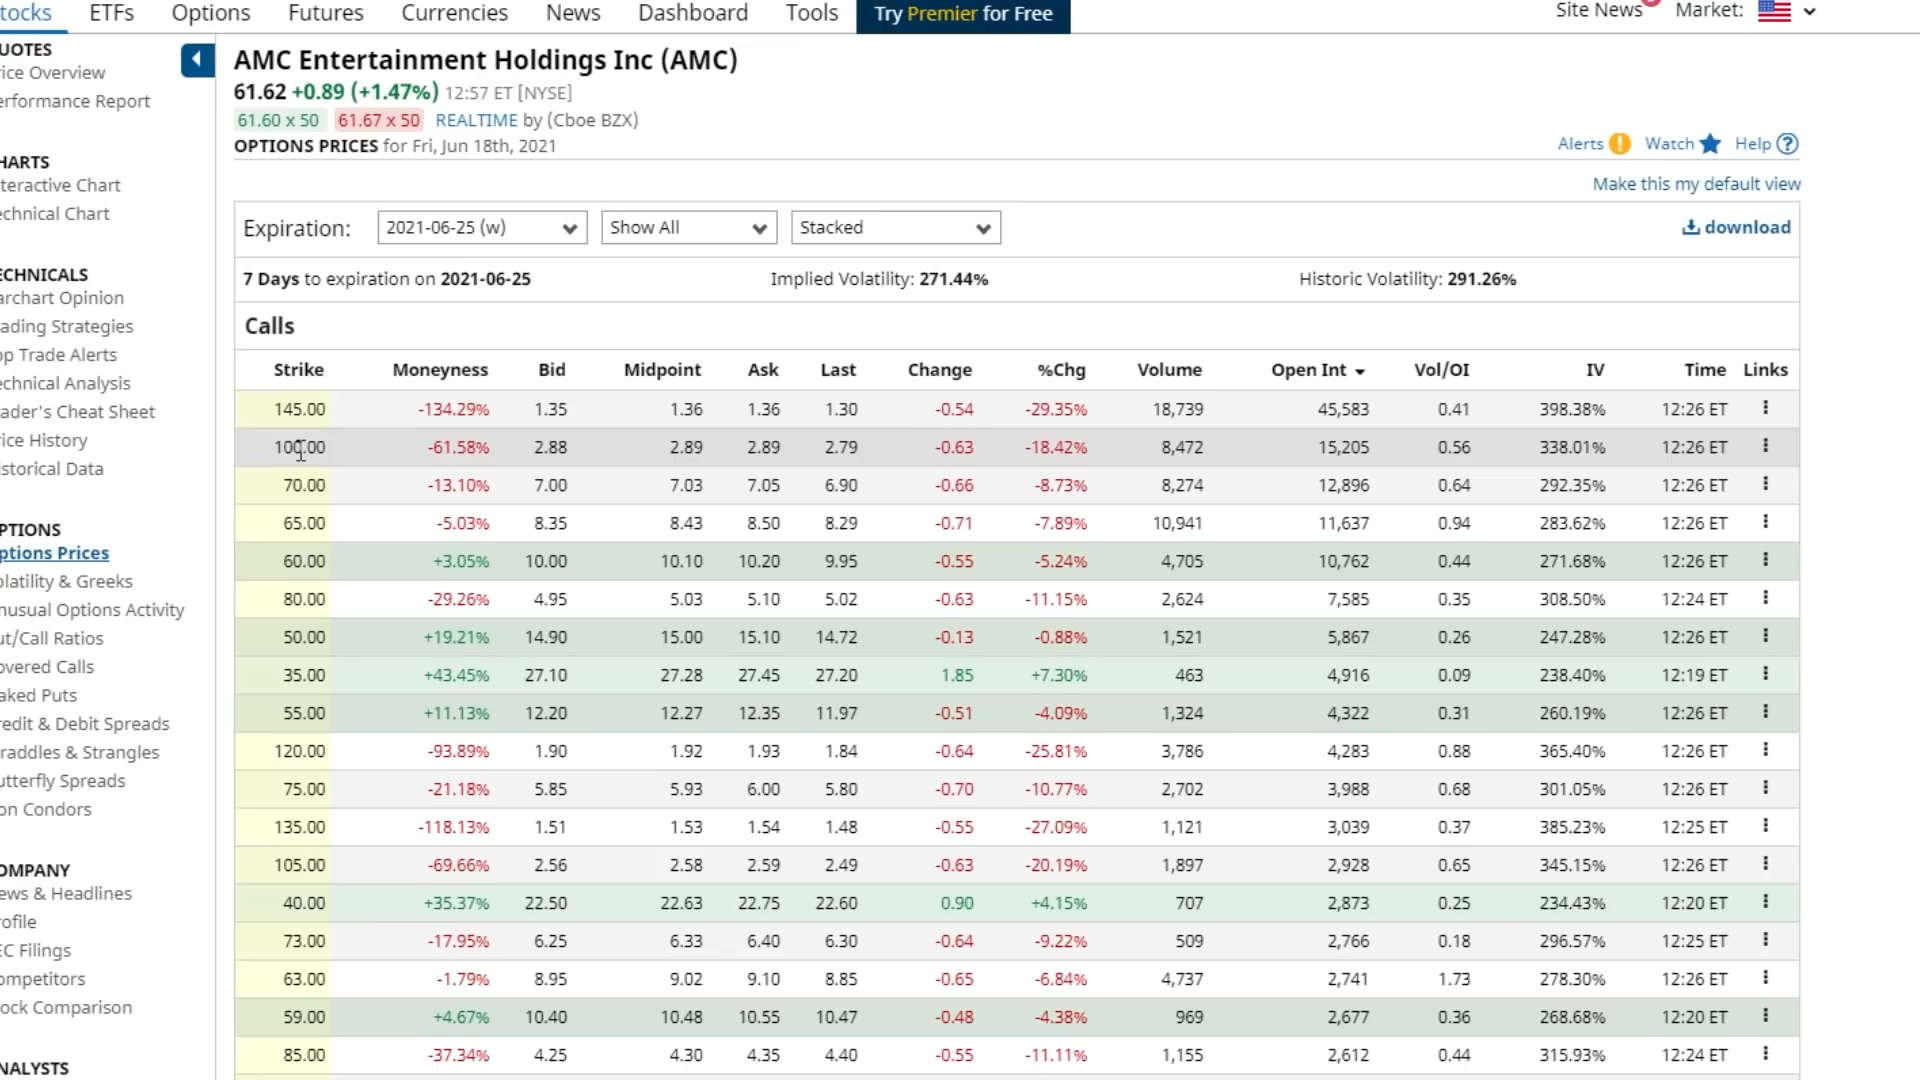 tocks ETFs Options Futures Currencies News Dashboard Tools Try Premier for Free Site News Market:
UOTES
rice Overview
erformance Report
HARTS
nteractive Chart
echnical Chart
ECHNICALS
archart Opinion
rading Strategies
op Trade Alerts
echnical Analysis
rader's Cheat Sheet
rice History
istorical Data
PTIONS
ptions Prices
olatility & Greeks
nusual Options Activity
ut/Call Ratios
overed Calls
aked Puts
redit & Debit Spreads
raddles & Strangles
utterfly Spreads
on Condors
OMPANY
ews & Headlines
rofile
EC Filings
ompetitors
tock Comparison
NALYSTS
AMC Entertainment Holdings Inc (AMC)
61.62 +0.89 (+1.47%) 12:57 ET [NYSE]
61.60 x 50 61.67 x 50 REALTIME by (Cboe BZX)
OPTIONS PRICES for Fri, Jun 18th, 2021
Alerts Watch Help
Make this my default view
Expiration: 2021-06-25 (w) Show All Stacked download
7 Days to expiration on 2021-06-25 Implied Volatility: 271.44% Historic Volatility: 291.26%
Calls
Strike Moneyness Bid Midpoint Ask Last Change %Chg Volume Open Int Vol/OI IV Time Links
145.00 -134.29% 1.35 1.36 1.36 1.30 -0.54 -29.35% 18,739 45,583 0.41 398.38% 12:26 ET
100.00 -61.58% 2.88 2.89 2.89 2.79 -0.63 -18.42% 8,472 15,205 0.56 338.01% 12:26 ET
70.00 -13.10% 7.00 7.03 7.05 6.90 -0.66 -8.73% 8,274 12,896 0.64 292.35% 12:26 ET
65.00 -5.03% 8.35 8.43 8.50 8.29 -0.71 -7.89% 10,941 11,637 0.94 283.62% 12:26 ET
60.00 +3.05% 10.00 10.10 10.20 9.95 -0.55 -5.24% 4,705 10,762 0.44 271.68% 12:26 ET
80.00 -29.26% 4.95 5.03 5.10 5.02 -0.63 -11.15% 2,624 7,585 0.35 308.50% 12:24 ET
50.00 +19.21% 14.90 15.00 15.10 14.72 -0.13 -0.88% 1,521 5,867 0.26 247.28% 12:26 ET
35.00 +43.45% 27.10 27.28 27.45 27.20 1.85 +7.30% 463 4,916 0.09 238.40% 12:19 ET
55.00 +11.13% 12.20 12.27 12.35 11.97 -0.51 -4.09% 1,324 4,322 0.31 260.19% 12:26 ET
120.00 -93.89% 1.90 1.92 1.93 1.84 -0.64 -25.81% 3,786 4,283 0.88 365.40% 12:26 ET
75.00 -21.18% 5.85 5.93 6.00 5.80 -0.70 -10.77% 2,702 3,988 0.68 301.05% 12:26 ET
135.00 -118.13% 1.51 1.53 1.54 1.48 -0.55 -27.09% 1,121 3,039 0.37 385.23% 12:25 ET
105.00 -69.66% 2.56 2.58 2.59 2.49 -0.63 -20.19% 1,897 2,928 0.65 345.15% 12:26 ET
40.00 +35.37% 22.50 22.63 22.75 22.60 0.90 +4.15% 707 2,873 0.25 234.43% 12:20 ET
73.00 -17.95% 6.25 6.33 6.40 6.30 -0.64 -9.22% 509 2,766 0.18 296.57% 12:25 ET
63.00 -1.79% 8.95 9.02 9.10 8.85 -0.65 -6.84% 4,737 2,741 1.73 278.30% 12:26 ET
59.00 +4.67% 10.40 10.48 10.55 10.47 -0.48 -4.38% 969 2,677 0.36 268.68% 12:20 ET
85.00 -37.34% 4.25 4.30 4.35 4.40 -0.55 -11.11% 1,155 2,612 0.44 315.93% 12:24 ET